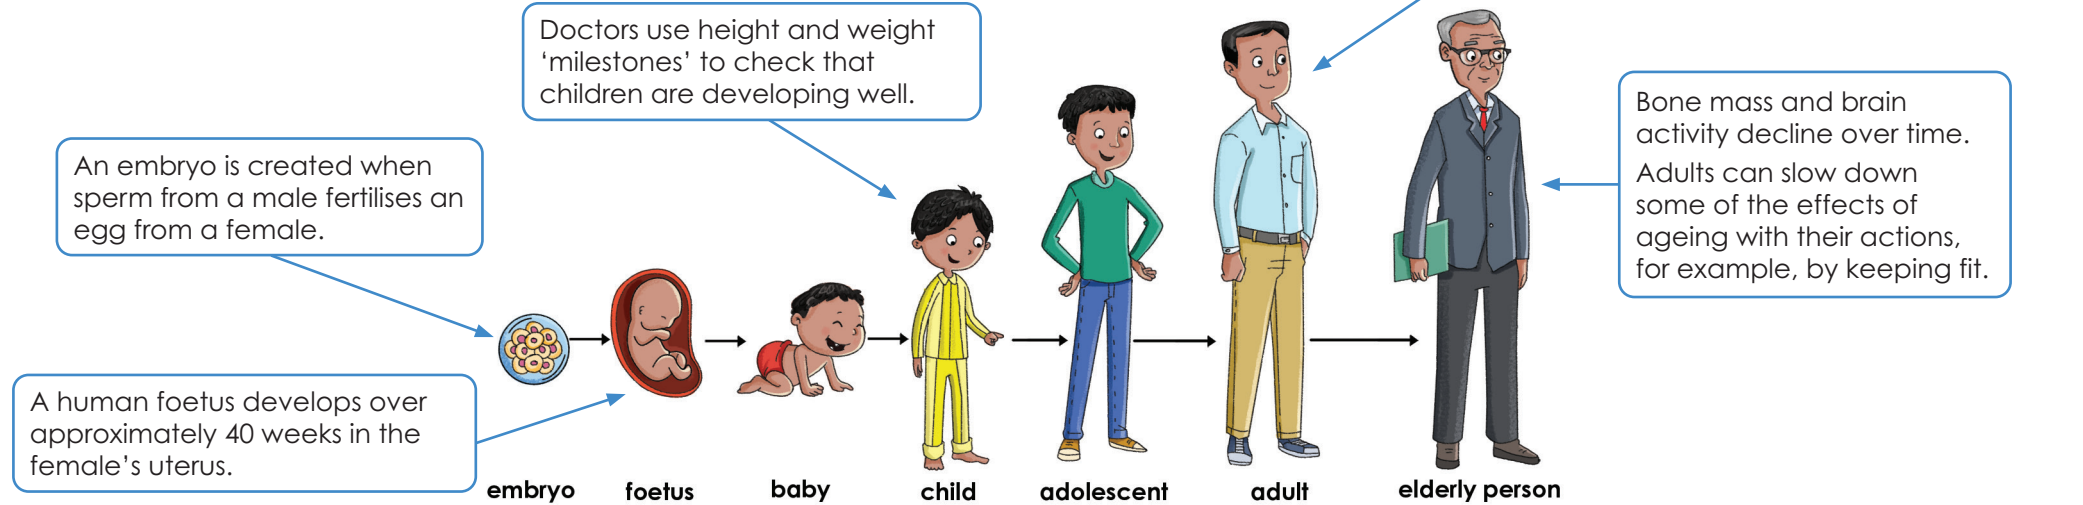 Doctors use height and weight
‘milestones’ to check that
children are developing well.
An embryo is created when
sperm from a male fertilises an
egg from a female.
A human foetus develops over
approximately 40 weeks in the
female’s uterus.
Bone mass and brain
activity decline over time.
Adults can slow down
some of the effects of
ageing with their actions,
for example, by keeping fit.
embryo
foetus
baby
child
adolescent
adult
elderly person